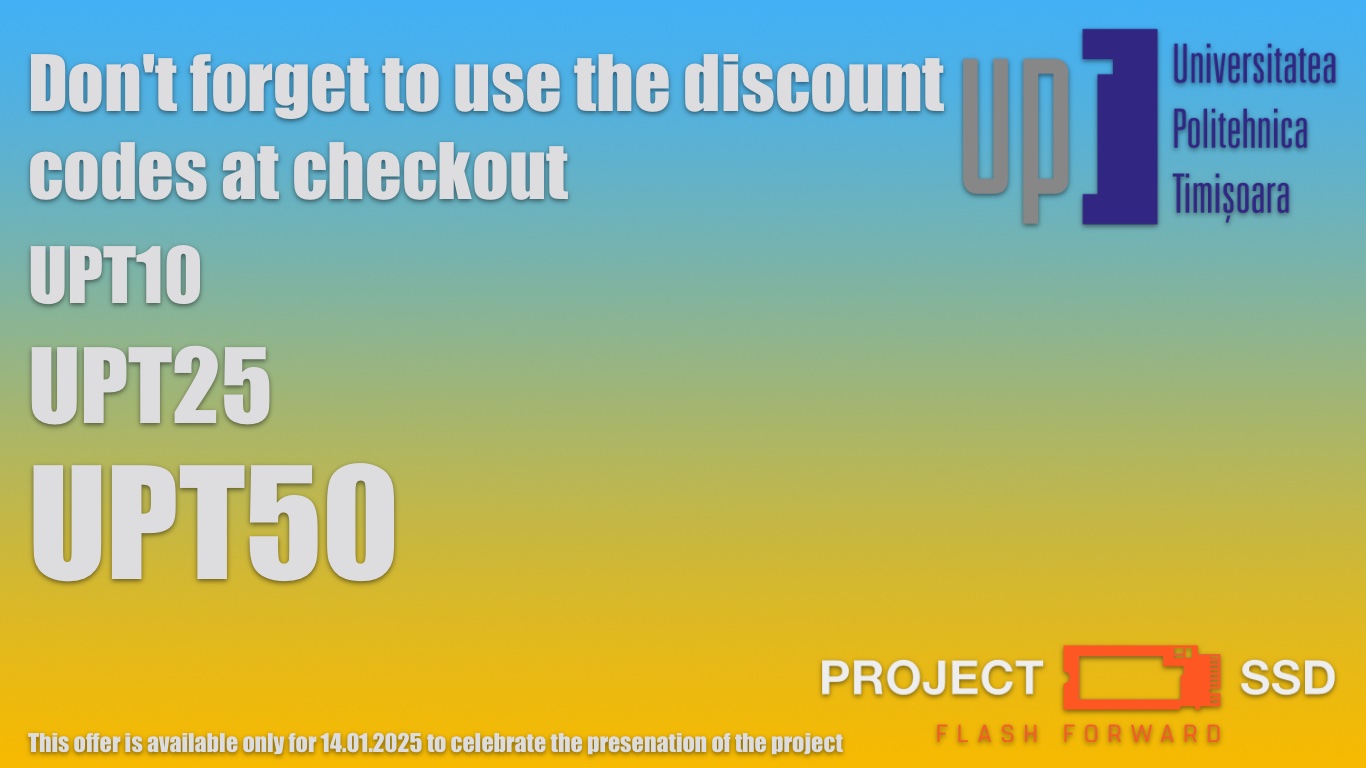 Don't forget to use the discount
codes at checkout
UPT10
UPT25
UPT50
up
Universitatea
Politehnica
Timișoara
PROJECT SSD
FLASH FORWARD
This offer is available only for 14.01.2025 to celebrate the presenation of the project